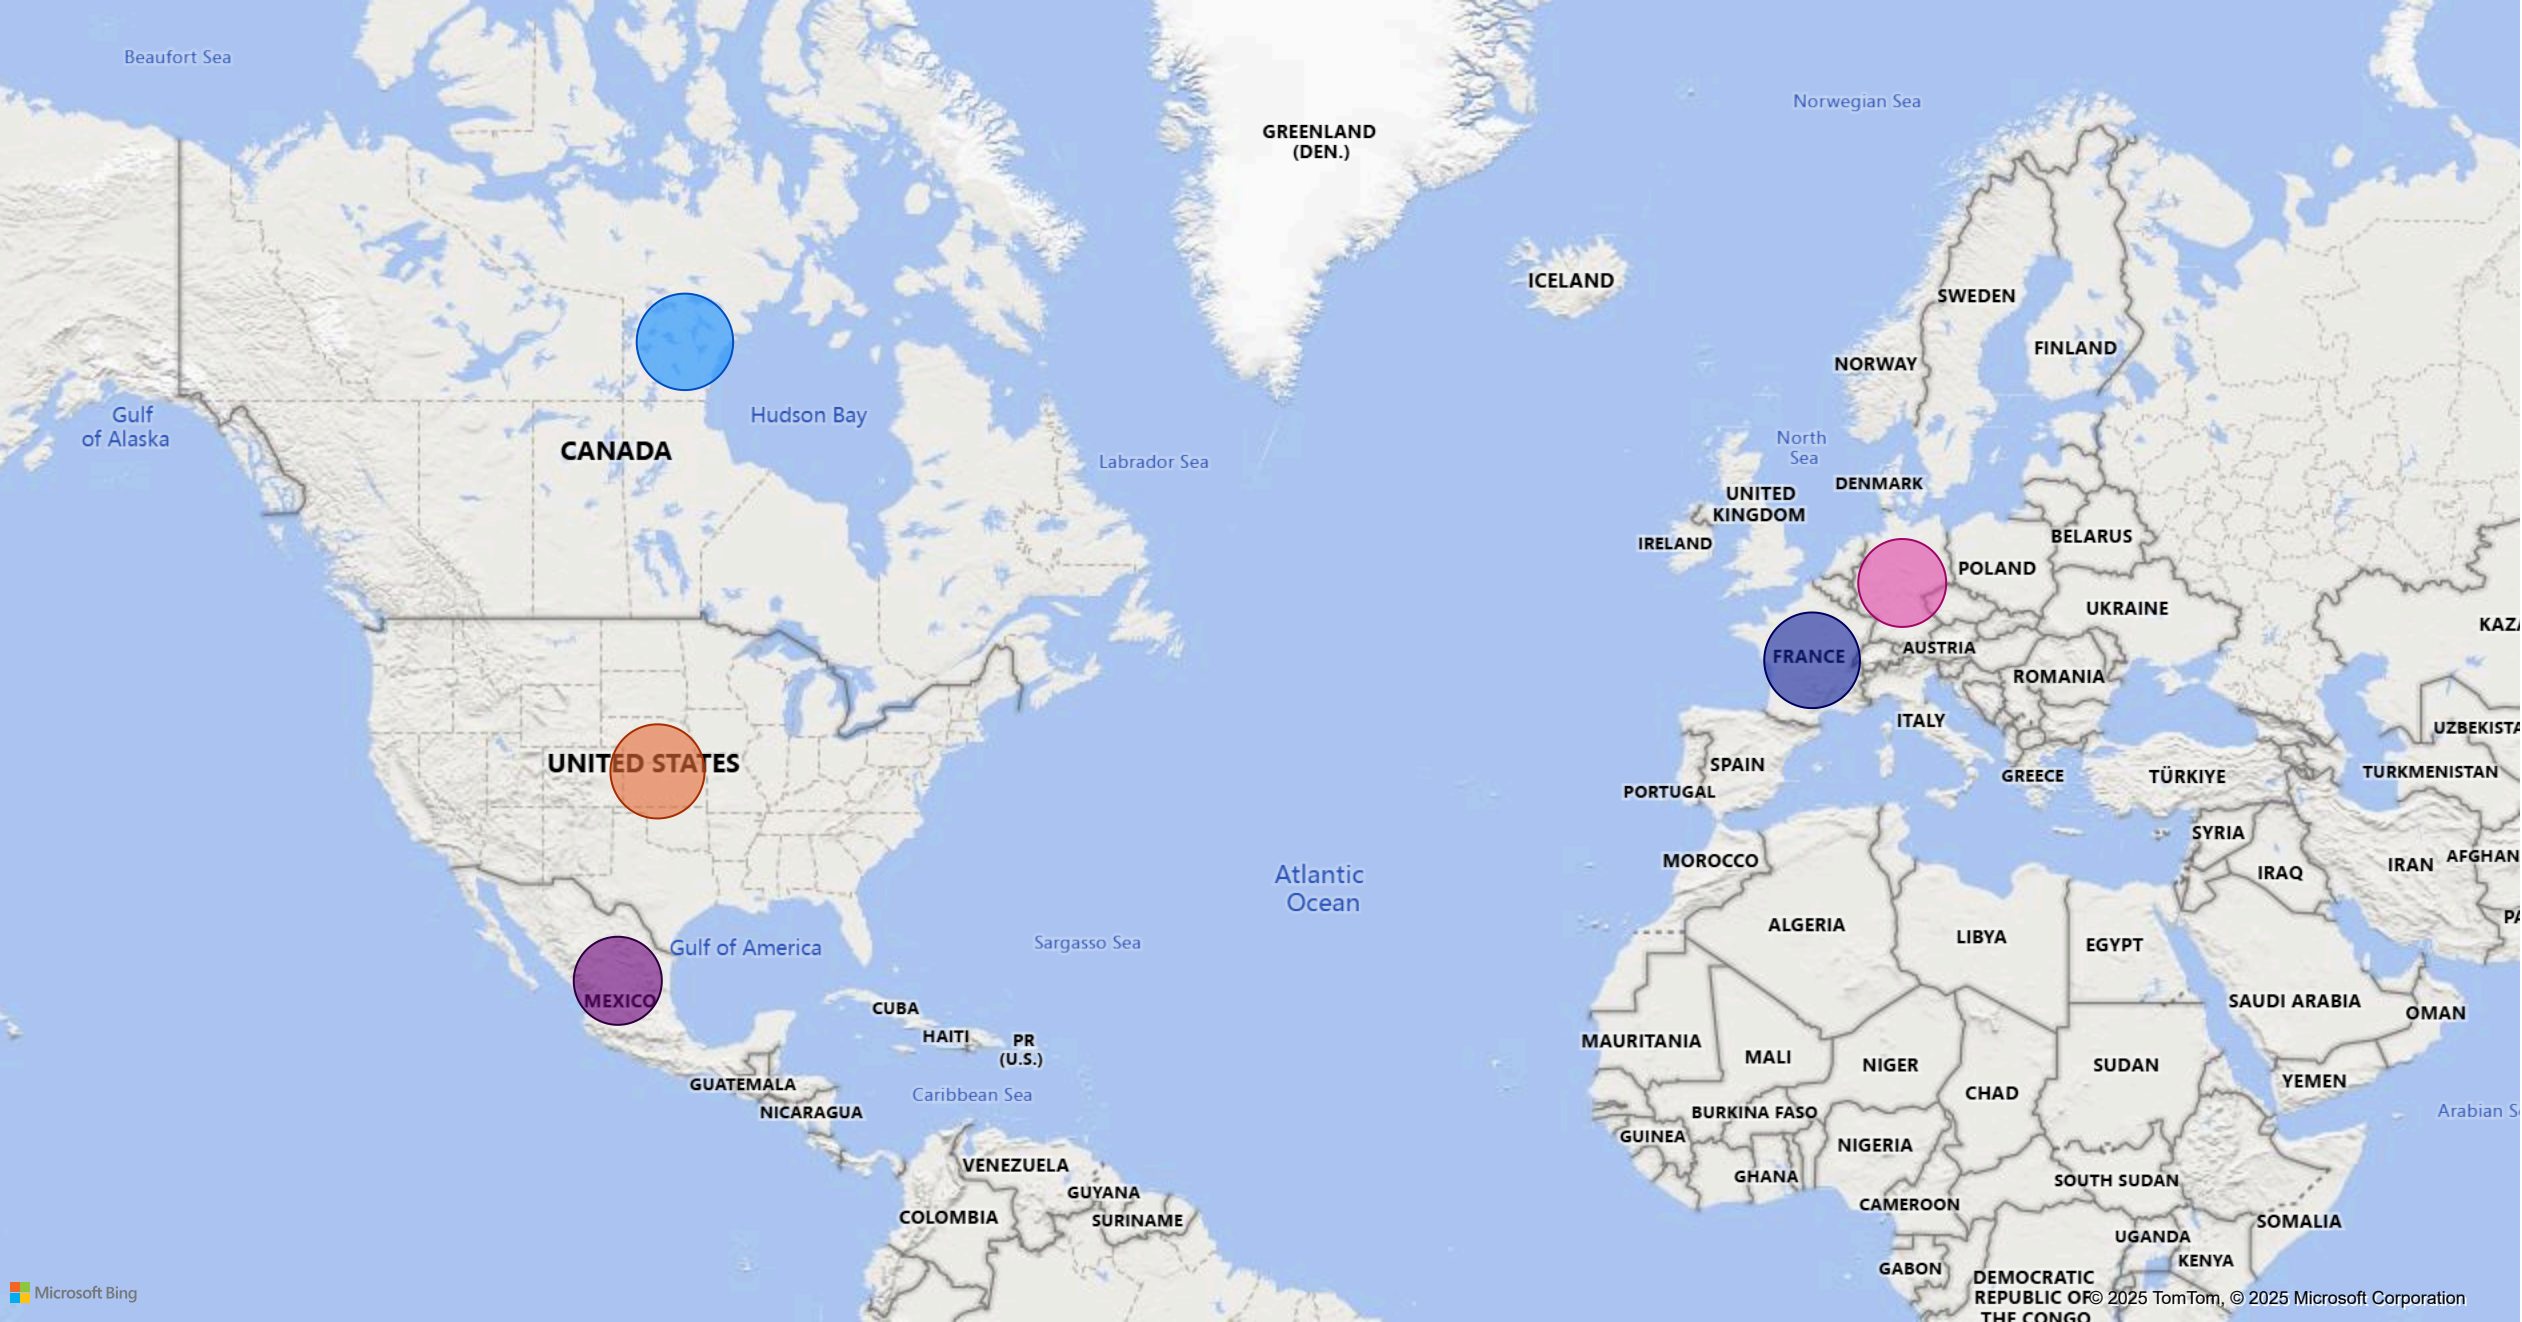 Beaufort Sea
Norwegian Sea
GREENLAND
(DEN.)
ICELAND
SWEDEN
FINLAND
NORWAY
Gulf
of Alaska
Hudson Bay
CANADA
Labrador Sea
North
Sea
DENMARK
UNITED
KINGDOM
IRELAND
BELARUS
POLAND
UKRAINE
KAZA
FRANCE
AUSTRIA
ROMANIA
ITALY
UZBEKISTA
UNITED STATES
SPAIN
GREECE
TÜRKIYE
TURKMENISTAN
PORTUGAL
SYRIA
MOROCCO
IRAQ
IRAN
AFGHAN
Atlantic
Ocean
PA
ALGERIA
LIBYA
EGYPT
Gulf of America
Sargasso Sea
MEXICO
CUBA
SAUDI ARABIA
OMAN
HAITI
PR
(U.S.)
MAURITANIA
MALI
NIGER
SUDAN
CHAD
YEMEN
GUATEMALA
Caribbean Sea
NICARAGUA
BURKINA FASO
Arabian S
GUINEA
NIGERIA
VENEZUELA
GHANA
SOUTH SUDAN
GUYANA
CAMEROON
COLOMBIA
SURINAME
SOMALIA
UGANDA
KENYA
GABON
DEMOCRATIC
REPUBLIC OF
THE CONGO
Microsoft Bing
© 2025 TomTom, © 2025 Microsoft Corporation